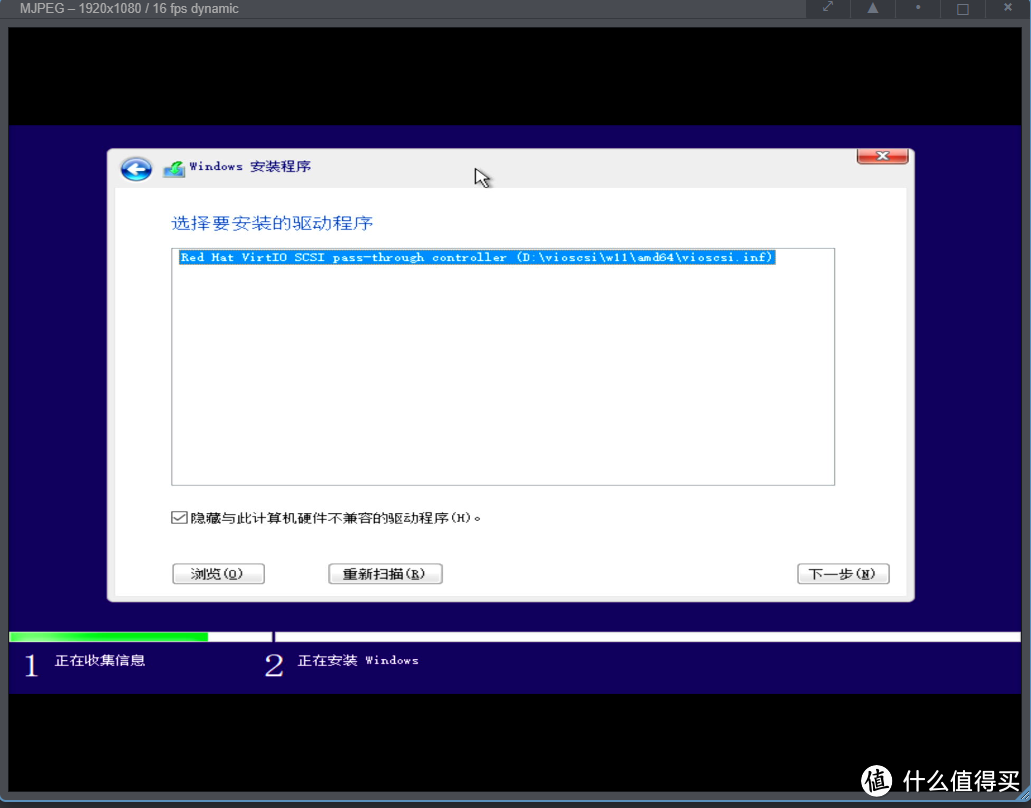 MJPEG – 1920x1080 / 16 fps dynamic
Windows 安装程序
选择要安装的驱动程序
Red Hat VirtIO SCSI pass-through controller (D:\vioscsi\w11\amd64\vioscsi.inf)
隐藏与此计算机硬件不兼容的驱动程序(H)。
浏览(O) 重新扫描(R) 下一步(N)
1 正在收集信息 2 正在安装 Windows
值 什么值得买